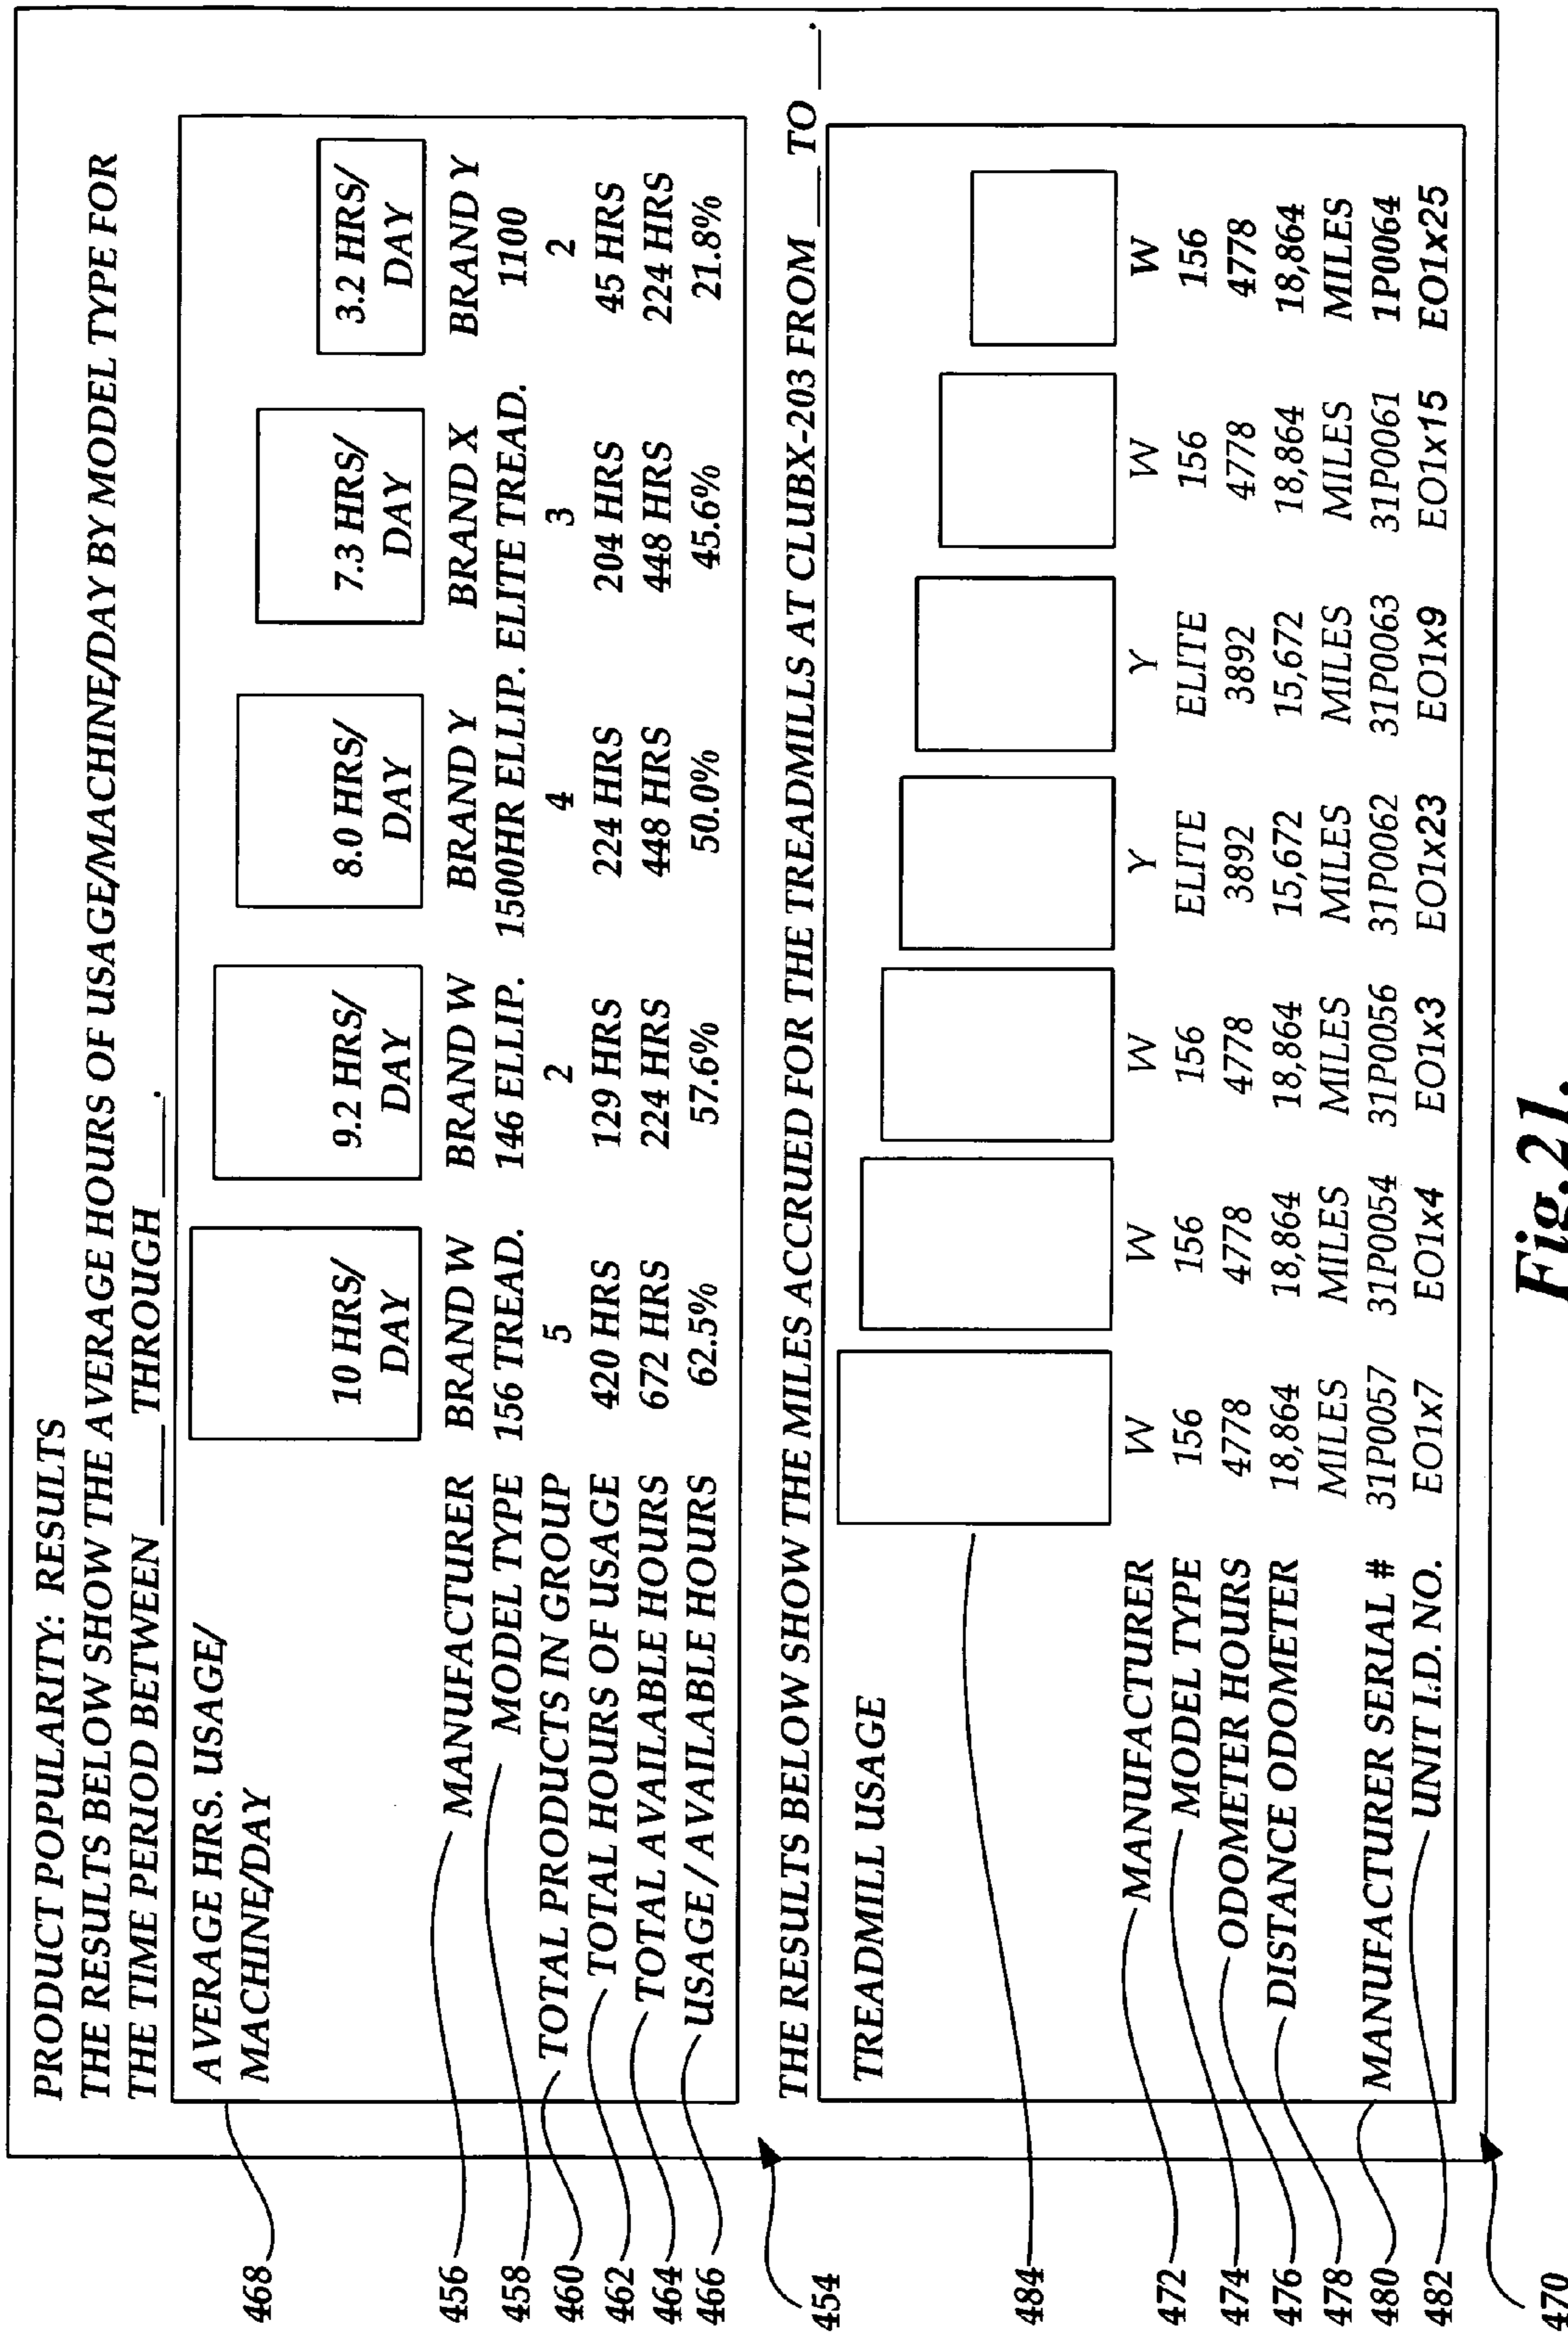 PRODUCT POPULARITY: RESULTS
THE RESULTS BELOW SHOW THE AVERAGE HOURS OF USAGE/MACHINE/DAY BY MODEL TYPE FOR
THE TIME PERIOD BETWEEN ____ THROUGH ____.
AVERAGE HRS. USAGE/
MACHINE/DAY
10 HRS/ 9.2 HRS/ 8.0 HRS/ 7.3 HRS/ 3.2 HRS/
DAY DAY DAY DAY DAY
MANUFACTURER BRAND W BRAND W BRAND Y BRAND X BRAND Y
MODEL TYPE 156 TREAD. 146 ELLIP. 1500HR ELLIP. ELITE TREAD. 1100
TOTAL PRODUCTS IN GROUP 5 2 4 3 2
TOTAL HOURS OF USAGE 420 HRS 129 HRS 224 HRS 204 HRS 45 HRS
TOTAL AVAILABLE HOURS 672 HRS 224 HRS 448 HRS 448 HRS 224 HRS
USAGE / AVAILABLE HOURS 62.5% 57.6% 50.0% 45.6% 21.8%
468
456
458
460
462
464
466
454
THE RESULTS BELOW SHOW THE MILES ACCRUED FOR THE TREADMILLS AT CLUBX-203 FROM ___ TO ___.
TREADMILL USAGE
MANUFACTURER W W W Y Y W W
MODEL TYPE 156 156 156 ELITE ELITE 156 156
ODOMETER HOURS 4778 4778 4778 3892 3892 4778 4778
DISTANCE ODOMETER 18,864 18,864 18,864 15,672 15,672 18,864 18,864
MILES MILES MILES MILES MILES MILES MILES
MANUFACTURER SERIAL # 31P0057 31P0054 31P0056 31P0062 31P0063 31P0061 1P0064
UNIT I.D. NO. EO1x7 EO1x4 EO1x3 EO1x23 EO1x9 EO1x15 EO1x25
484
472
474
476
478
480
482
470
Fig.21.